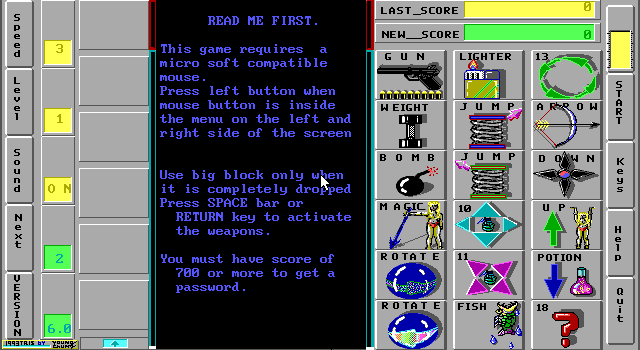 LAST_SCORE 0
NEW__SCORE 0
Speed
3
Level
1
Sound
ON
Next
2
VERSION
6.0
1993TRIS BY YOUNG CHUNG
READ ME FIRST.
This game requires a
micro soft compatible
mouse.
Press left button when
mouse button is inside
the menu on the left and
right side of the screen
Use big block only when
it is completely dropped
Press SPACE bar or
RETURN key to activate
the weapons.
You must have score of
700 or more to get a
password.
GUN
LIGHTER
13
WEIGHT
JUMP
ARROW
BOMB
JUMP
DOWN
MAGIC
10
UP
ROTATE
11
POTION
ROTATE
FISH
18
START
Keys
Help
Quit